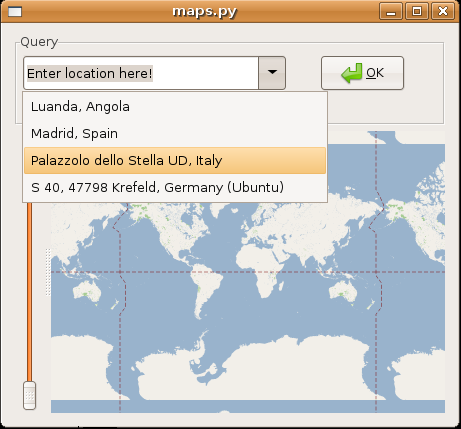 maps.py
Query
Enter location here!
OK
Luanda, Angola
Madrid, Spain
Palazzolo dello Stella UD, Italy
S 40, 47798 Krefeld, Germany (Ubuntu)